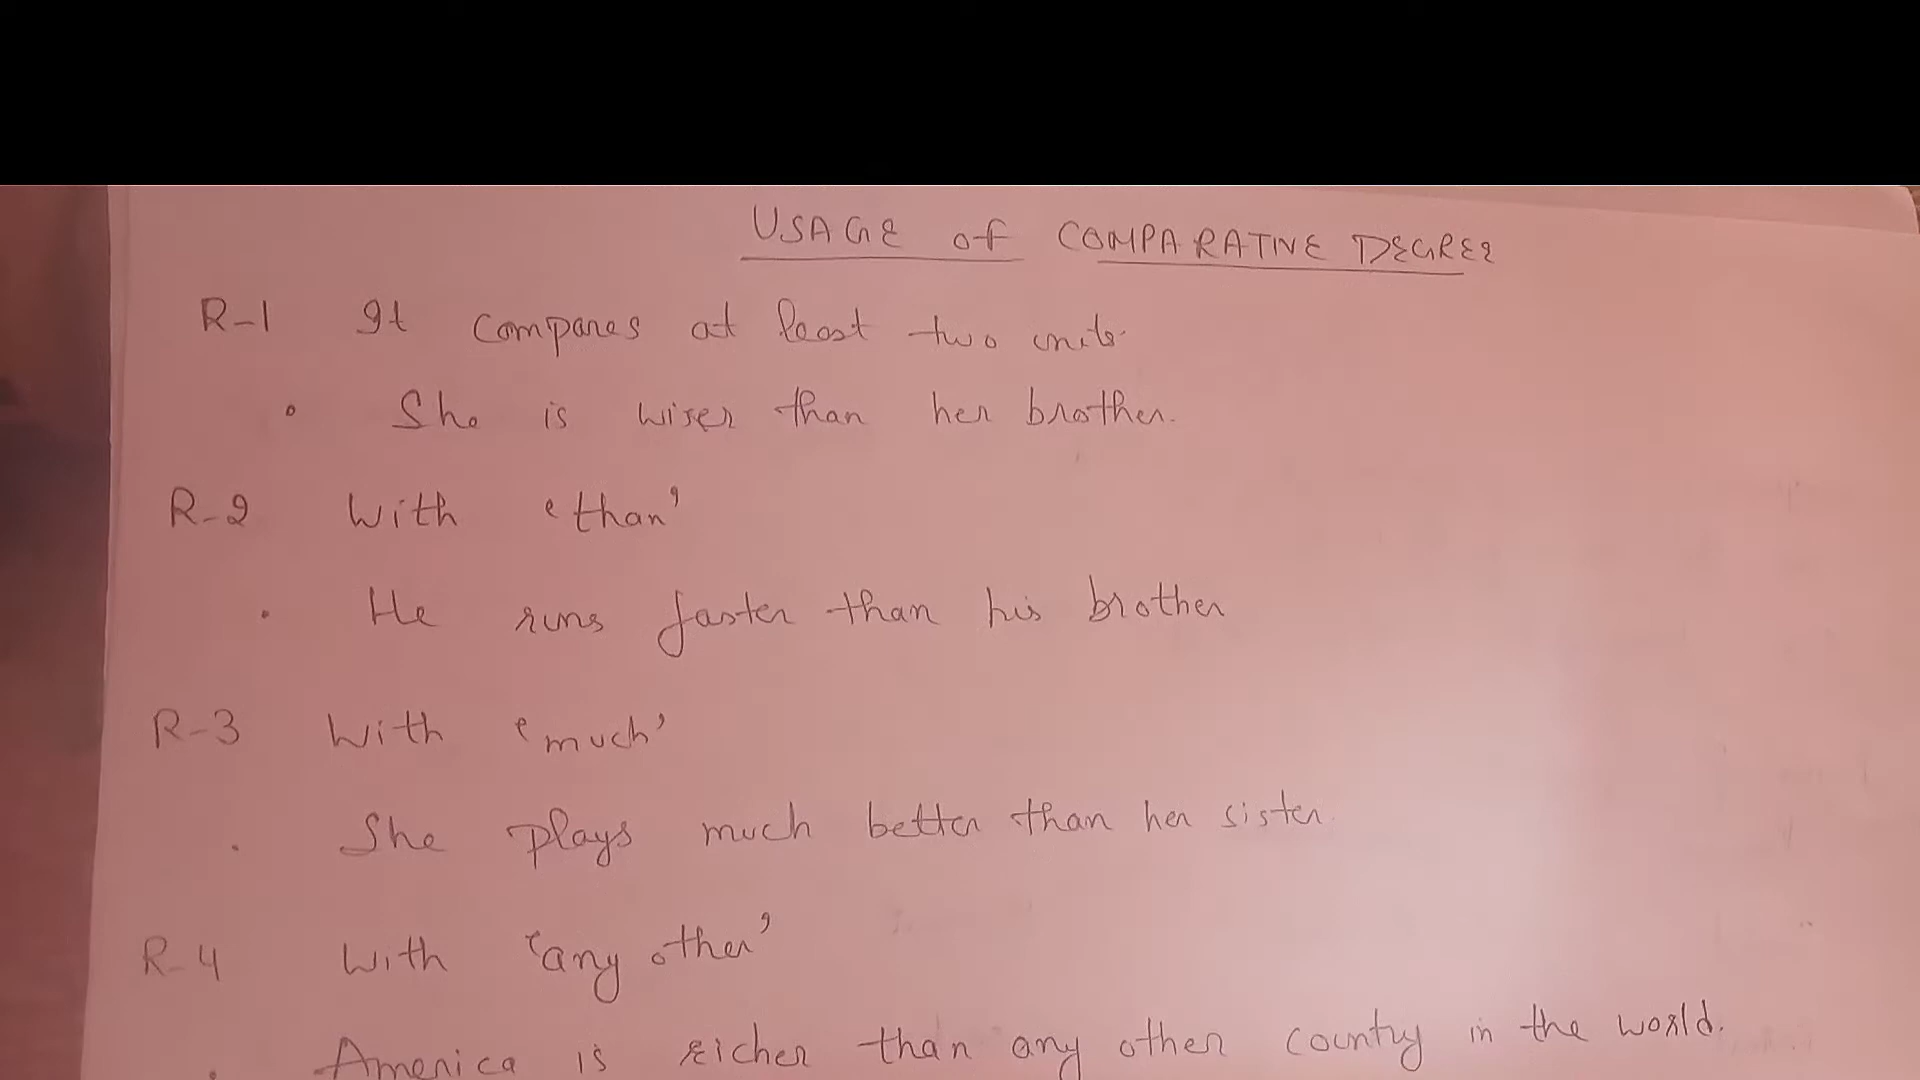 USAGE of COMPARATIVE DEGREE
R-1 It compares at least two units.
• She is wiser than her brother.
R-2 With 'than'
• He runs faster than his brother
R-3 With 'much'
• She plays much better than her sister.
R-4 With 'any other'
• America is richer than any other country in the world.